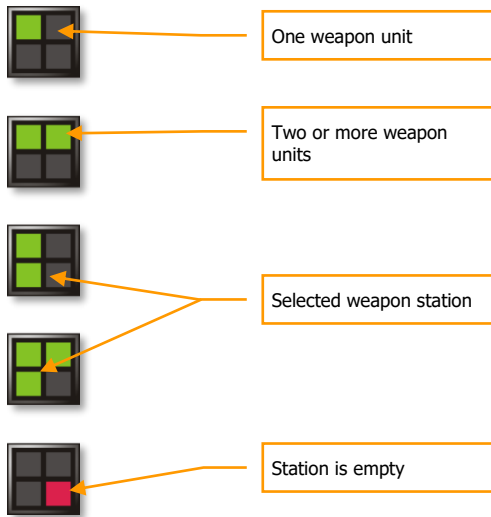 One weapon unit
Two or more weapon
units
Selected weapon station
Station is empty